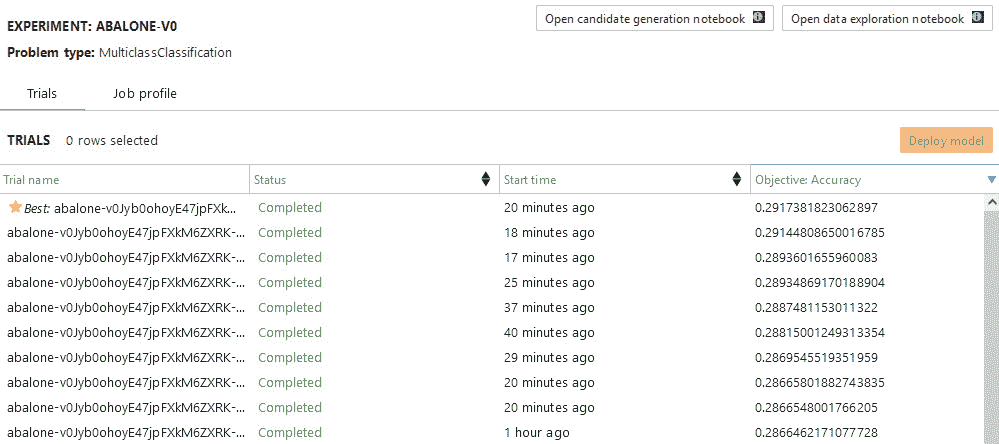 EXPERIMENT: ABALONE-V0
Open candidate generation notebook
Open data exploration notebook
Problem type: MulticlassClassification
Trials Job profile
TRIALS 0 rows selected Deploy model
Trial name Status Start time Objective: Accuracy
Best: abalone-v0Jyb0ohoyE47jpFXk... Completed 20 minutes ago 0.2917381823062897
abalone-v0Jyb0ohoyE47jpFXkM6ZXRK-... Completed 18 minutes ago 0.29144808650016785
abalone-v0Jyb0ohoyE47jpFXkM6ZXRK-... Completed 17 minutes ago 0.2893601655960083
abalone-v0Jyb0ohoyE47jpFXkM6ZXRK-... Completed 25 minutes ago 0.28934869170188904
abalone-v0Jyb0ohoyE47jpFXkM6ZXRK-... Completed 37 minutes ago 0.2887481153011322
abalone-v0Jyb0ohoyE47jpFXkM6ZXRK-... Completed 40 minutes ago 0.28815001249313354
abalone-v0Jyb0ohoyE47jpFXkM6ZXRK-... Completed 29 minutes ago 0.2869545519351959
abalone-v0Jyb0ohoyE47jpFXkM6ZXRK-... Completed 20 minutes ago 0.28665801882743835
abalone-v0Jyb0ohoyE47jpFXkM6ZXRK-... Completed 20 minutes ago 0.2866548001766205
abalone-v0Jyb0ohoyE47jpFXkM6ZXRK-... Completed 1 hour ago 0.2866462171077728